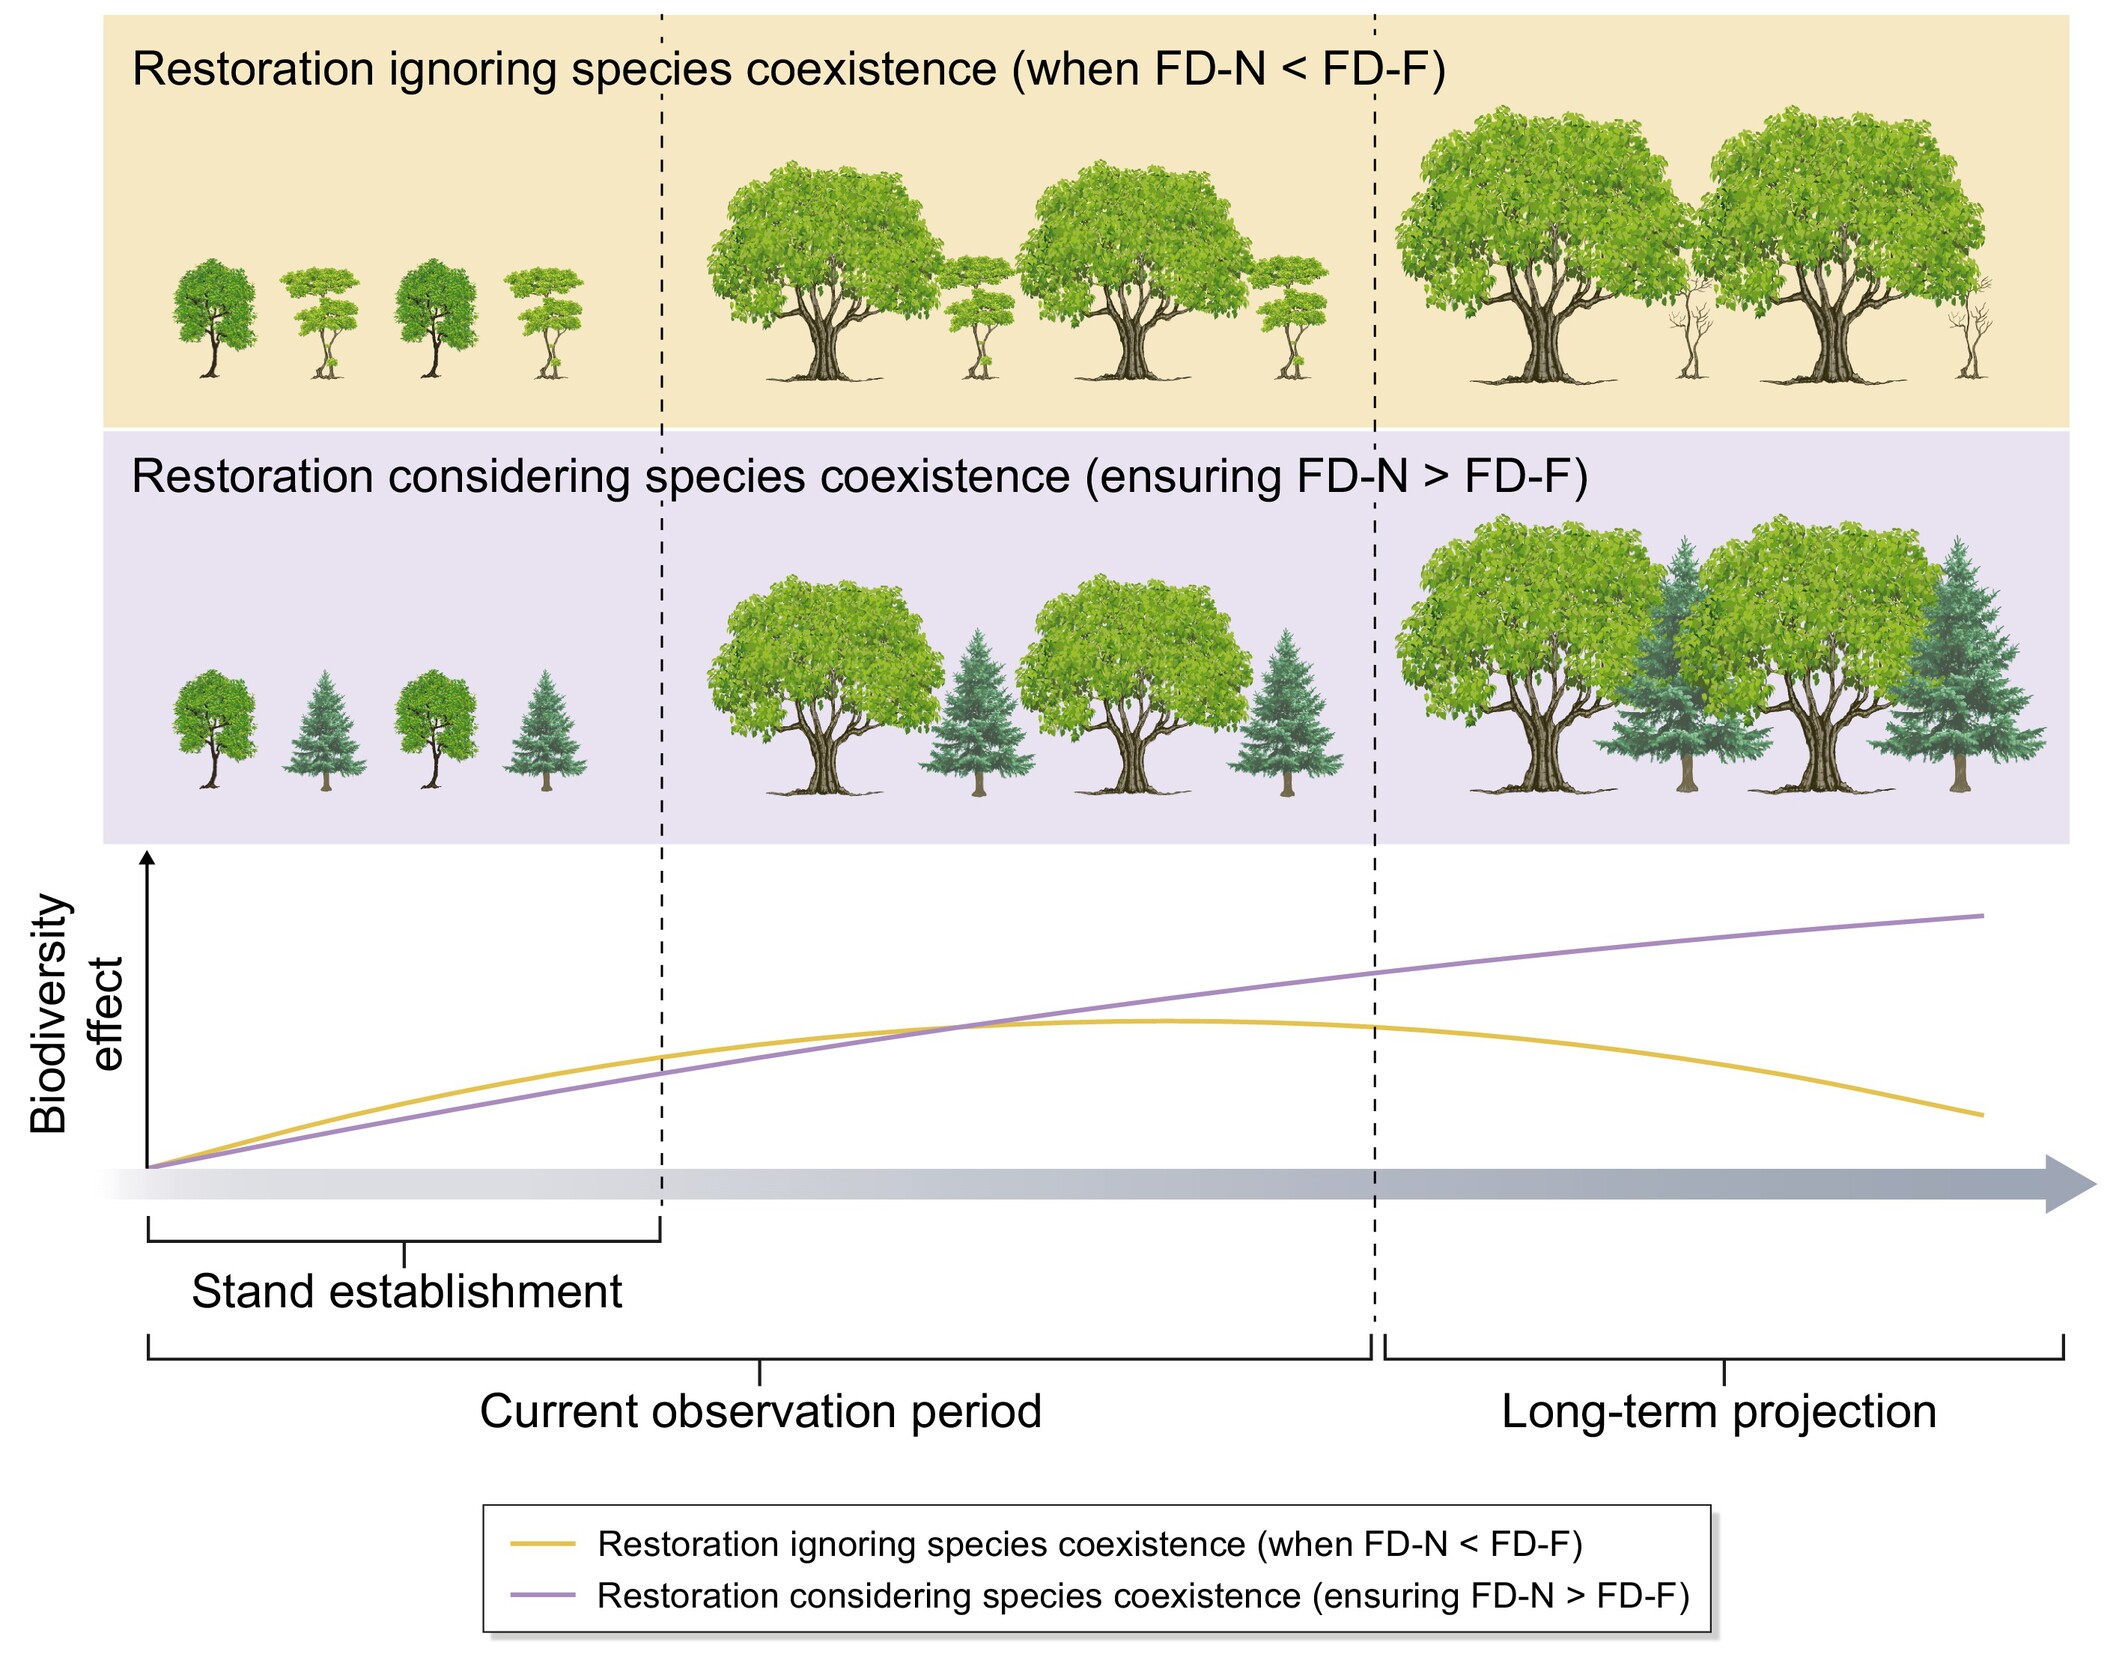 Restoration ignoring species coexistence (when FD-N < FD-F)
Restoration considering species coexistence (ensuring FD-N > FD-F)
Biodiversity
effect
Stand establishment
Current observation period
Long-term projection
Restoration ignoring species coexistence (when FD-N < FD-F)
Restoration considering species coexistence (ensuring FD-N > FD-F)